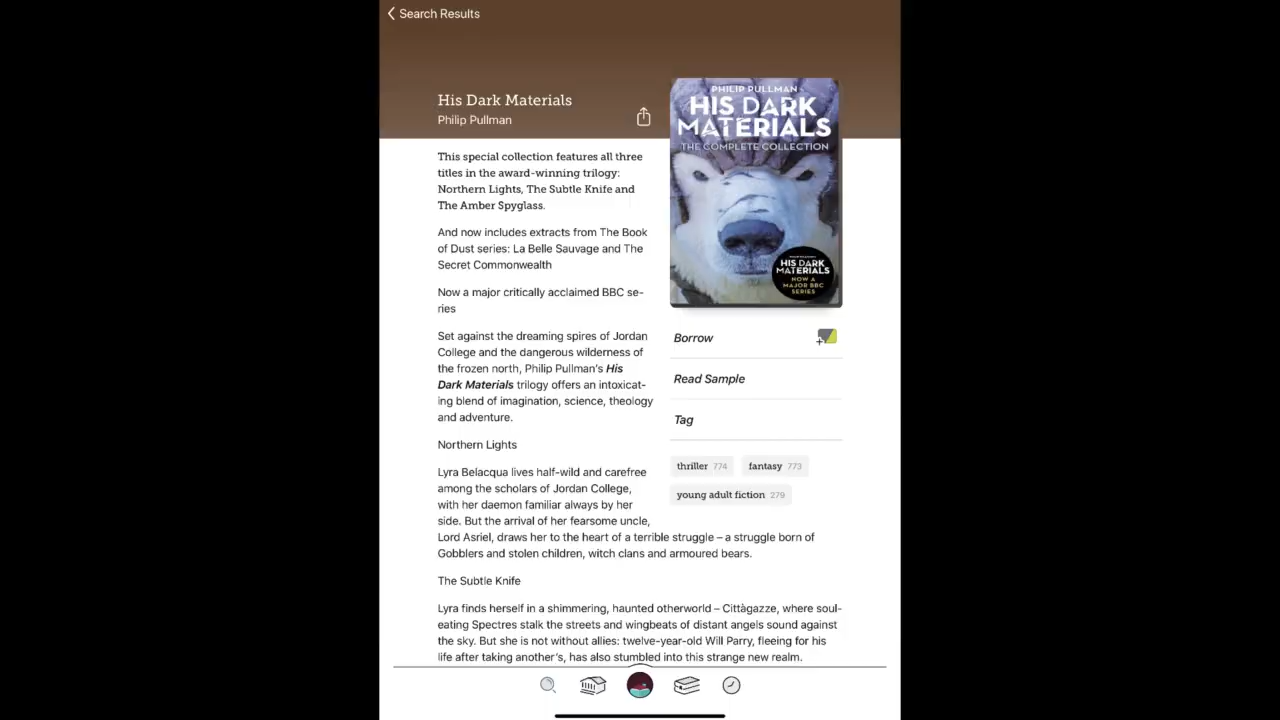 Search Results
His Dark Materials
Philip Pullman
This special collection features all three
titles in the award-winning trilogy:
Northern Lights, The Subtle Knife and
The Amber Spyglass.
And now includes extracts from The Book
of Dust series: La Belle Sauvage and The
Secret Commonwealth
Now a major critically acclaimed BBC se-
ries
Set against the dreaming spires of Jordan
College and the dangerous wilderness of
the frozen north, Philip Pullman's His
Dark Materials trilogy offers an intoxicat-
ing blend of imagination, science, theology
and adventure.
Northern Lights
Lyra Belacqua lives half-wild and carefree
among the scholars of Jordan College,
with her daemon familiar always by her
side. But the arrival of her fearsome uncle,
Lord Asriel, draws her to the heart of a terrible struggle – a struggle born of
Gobblers and stolen children, witch clans and armoured bears.
The Subtle Knife
Lyra finds herself in a shimmering, haunted otherworld – Cittàgazze, where soul-
eating Spectres stalk the streets and wingbeats of distant angels sound against
the sky. But she is not without allies: twelve-year-old Will Parry, fleeing for his
life after taking another's, has also stumbled into this strange new realm.
PHILIP PULLMAN
HIS DARK
MATERIALS
THE COMPLETE COLLECTION
HIS DARK
MATERIALS
NOW A
MAJOR BBC
SERIES
Borrow
Read Sample
Tag
thriller 774
fantasy 773
young adult fiction 279